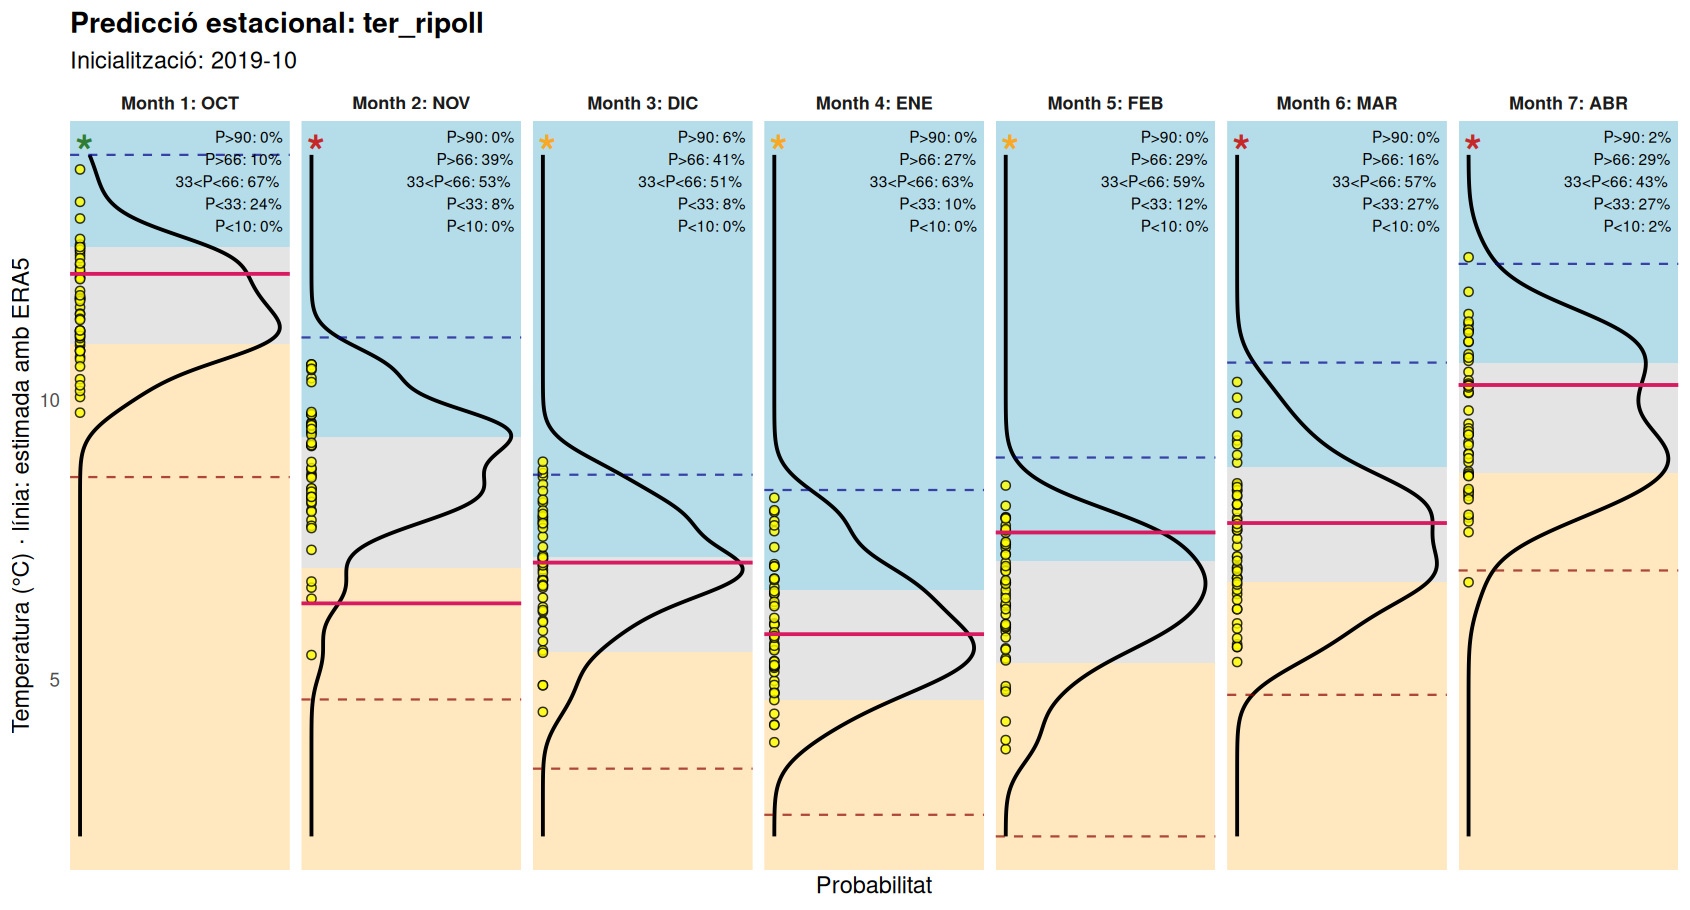 Predicció estacional: ter_ripoll
Inicialització: 2019-10
Month 1: OCT
P>90: 0%
P>66: 10%
33<P<66: 67%
P<33: 24%
P<10: 0%
Month 2: NOV
P>90: 0%
P>66: 39%
33<P<66: 53%
P<33: 8%
P<10: 0%
Month 3: DIC
P>90: 6%
P>66: 41%
33<P<66: 51%
P<33: 8%
P<10: 0%
Month 4: ENE
P>90: 0%
P>66: 27%
33<P<66: 63%
P<33: 10%
P<10: 0%
Month 5: FEB
P>90: 0%
P>66: 29%
33<P<66: 59%
P<33: 12%
P<10: 0%
Month 6: MAR
P>90: 0%
P>66: 16%
33<P<66: 57%
P<33: 27%
P<10: 0%
Month 7: ABR
P>90: 2%
P>66: 29%
33<P<66: 43%
P<33: 27%
P<10: 2%
Temperatura (°C) · línia: estimada amb ERA5
10
5
Probabilitat